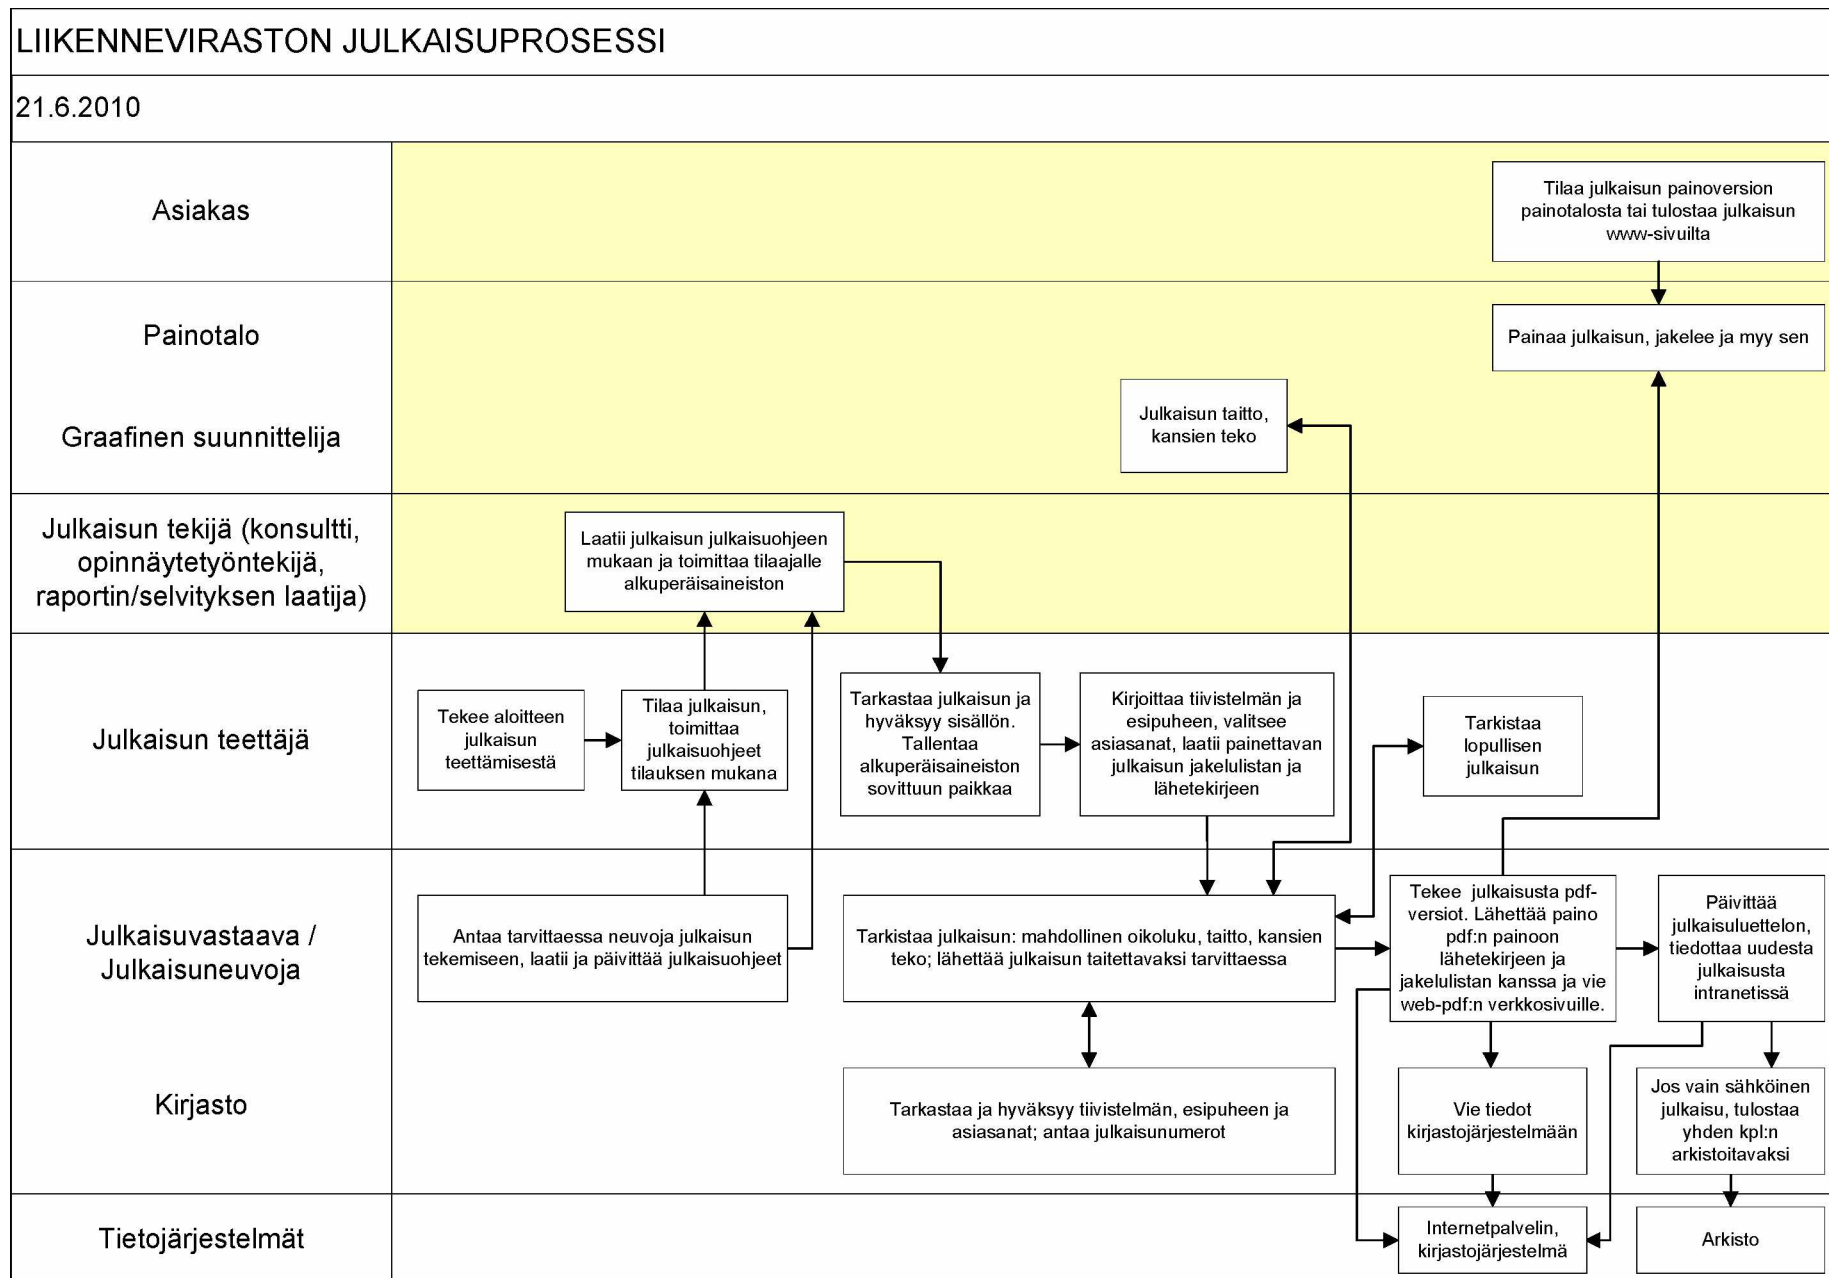 LIIKENNEVIRASTON JULKAISUPROSESSI
21.6.2010
Asiakas
Tilaa julkaisun painoversion
painotalosta tai tulostaa julkaisun
www-sivuilta
Painotalo
Painaa julkaisun, jakelee ja myy sen
Graafinen suunnittelija
Julkaisun taitto,
kansien teko
Julkaisun tekijä (konsultti,
opinnäytetyöntekijä,
raportin/selvityksen laatija)
Laatii julkaisun julkaisuohjeen
mukaan ja toimittaa tilaajalle
alkuperäisaineiston
Julkaisun teettäjä
Tekee aloitteen
julkaisun
teettämisestä
Tilaa julkaisun,
toimittaa
julkaisuohjeet
tilauksen mukana
Tarkastaa julkaisun ja
hyväksyy sisällön.
Tallentaa
alkuperäisaineiston
sovittuun paikkaa
Kirjoittaa tiivistelmän ja
esipuheen, valitsee
asiasanat, laatii painettavan
julkaisun jakelulistan ja
lähetekirjeen
Tarkistaa
lopullisen
julkaisun
Julkaisuvastaava /
Julkaisuneuvoja
Antaa tarvittaessa neuvoja julkaisun
tekemiseen, laatii ja päivittää julkaisuohjeet
Tarkistaa julkaisun: mahdollinen oikoluku, taitto, kansien
teko; lähettää julkaisun taitettavaksi tarvittaessa
Tekee julkaisusta pdf-
versiot. Lähettää paino
pdf:n painoon
lähetekirjeen ja
jakelulistan kanssa ja vie
web-pdf:n verkkosivuille.
Päivittää
julkaisuluettelon,
tiedottaa uudesta
julkaisusta
intranetissä
Kirjasto
Tarkastaa ja hyväksyy tiivistelmän, esipuheen ja
asiasanat; antaa julkaisunumerot
Vie tiedot
kirjastojärjestelmään
Jos vain sähköinen
julkaisu, tulostaa
yhden kpl:n
arkistoitavaksi
Tietojärjestelmät
Internetpalvelin,
kirjastojärjestelmä
Arkisto